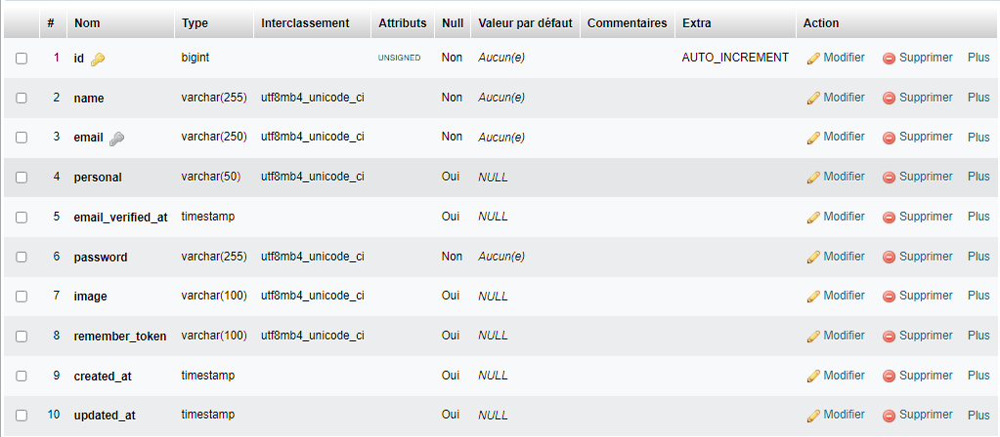 # Nom Type Interclassement Attributs Null Valeur par défaut Commentaires Extra Action
1 id bigint UNSIGNED Non Aucun(e) AUTO_INCREMENT Modifier Supprimer Plus
2 name varchar(255) utf8mb4_unicode_ci Non Aucun(e) Modifier Supprimer Plus
3 email varchar(250) utf8mb4_unicode_ci Non Aucun(e) Modifier Supprimer Plus
4 personal varchar(50) utf8mb4_unicode_ci Oui NULL Modifier Supprimer Plus
5 email_verified_at timestamp Oui NULL Modifier Supprimer Plus
6 password varchar(255) utf8mb4_unicode_ci Non Aucun(e) Modifier Supprimer Plus
7 image varchar(100) utf8mb4_unicode_ci Oui NULL Modifier Supprimer Plus
8 remember_token varchar(100) utf8mb4_unicode_ci Oui NULL Modifier Supprimer Plus
9 created_at timestamp Oui NULL Modifier Supprimer Plus
10 updated_at timestamp Oui NULL Modifier Supprimer Plus